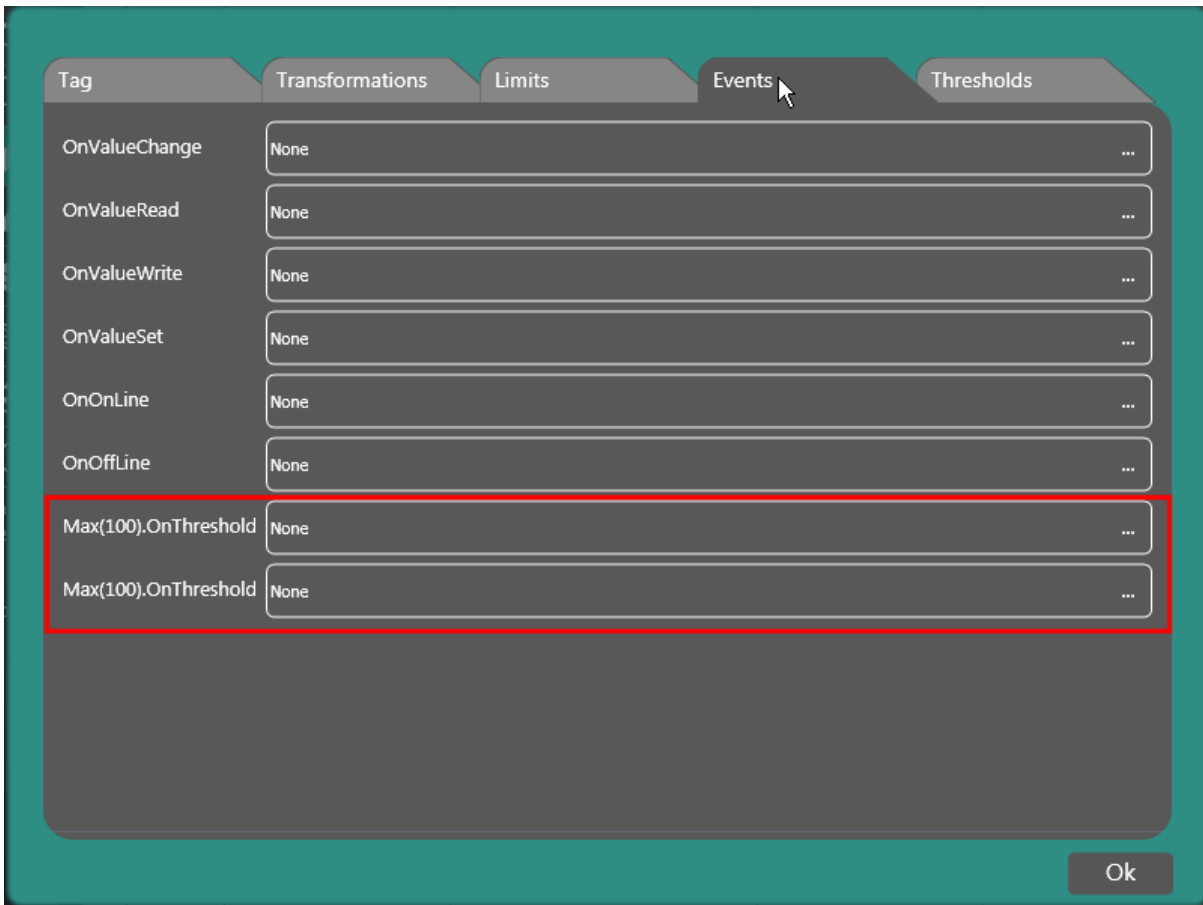 Tag Transformations Limits Events Thresholds
OnValueChange None ...
OnValueRead None ...
OnValueWrite None ...
OnValueSet None ...
OnOnLine None ...
OnOffLine None ...
Max(100).OnThreshold None ...
Max(100).OnThreshold None ...
Ok